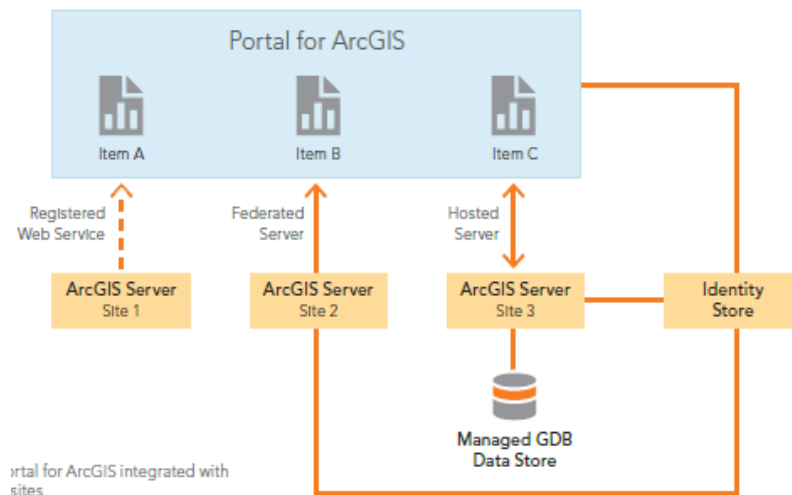 Portal for ArcGIS
Item A
Item B
Item C
Registered
Web Service
Federated
Server
Hosted
Server
ArcGIS Server
Site 1
ArcGIS Server
Site 2
ArcGIS Server
Site 3
Identity
Store
Managed GDB
Data Store
for ArcGIS integrated with
sites